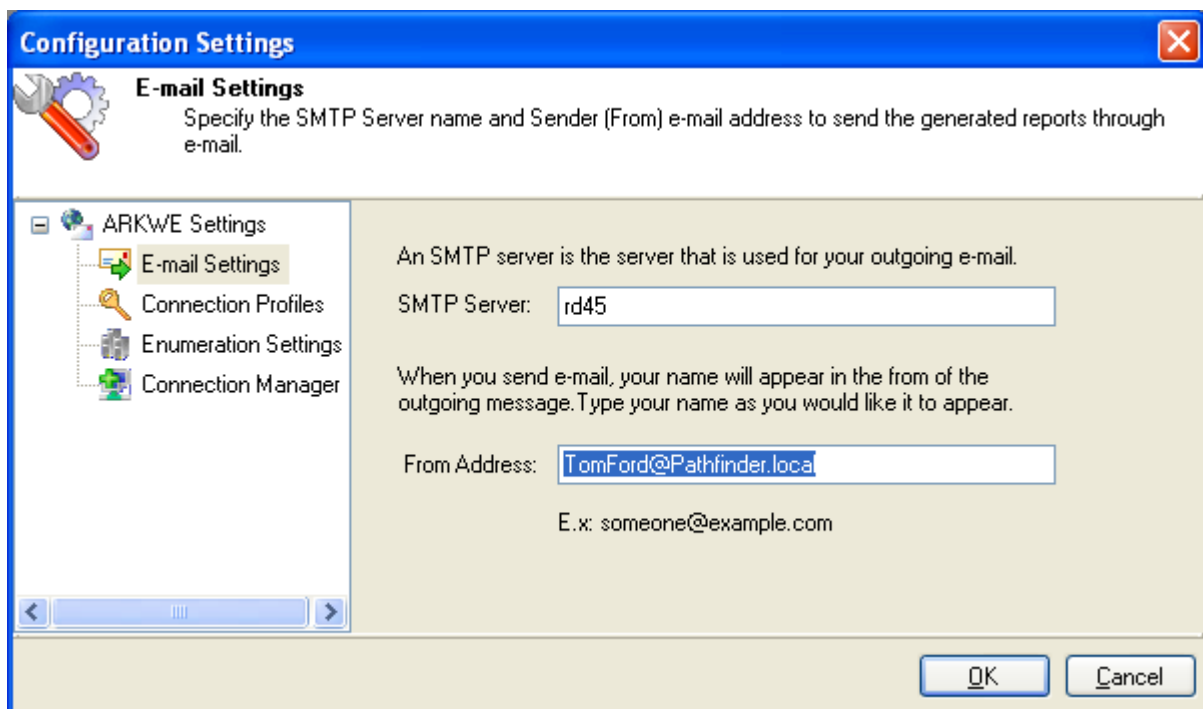 Configuration Settings
E-mail Settings
Specify the SMTP Server name and Sender (From) e-mail address to send the generated reports through
e-mail.
ARKWE Settings
E-mail Settings
Connection Profiles
Enumeration Settings
Connection Manager
An SMTP server is the server that is used for your outgoing e-mail.
SMTP Server: rd45
When you send e-mail, your name will appear in the from of the
outgoing message.Type your name as you would like it to appear.
From Address: TomFord@Pathfinder.local
E.x: someone@example.com
OK Cancel